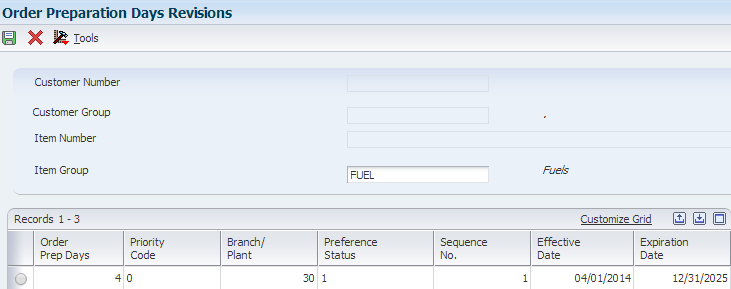 Order Preparation Days Revisions
Tools
Customer Number
Customer Group .
Item Number
Item Group FUEL Fuels
Records 1 - 3 Customize Grid
Order Prep Days Priority Code Branch/ Plant Preference Status Sequence No. Effective Date Expiration Date
4 0 30 1 1 04/01/2014 12/31/2025